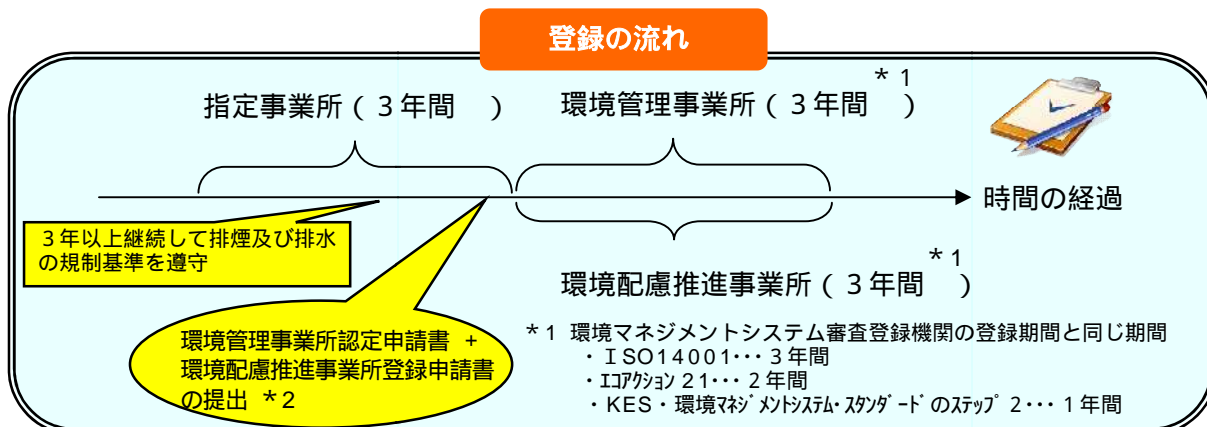 登録の流れ
指定事業所(3年間 )
環境管理事業所(3年間*1)
時間の経過
3年以上継続して排煙及び排水
の規制基準を遵守
環境配慮推進事業所(3年間*1)
環境管理事業所認定申請書 +
環境配慮推進事業所登録申請書
の提出 *2
*1 環境マネジメントシステム審査登録機関の登録期間と同じ期間
・ISO14001・・・3年間
・エコアクション21・・・2年間
・KES・環境マネジメントシステム・スタンダードのステップ2・・・1年間